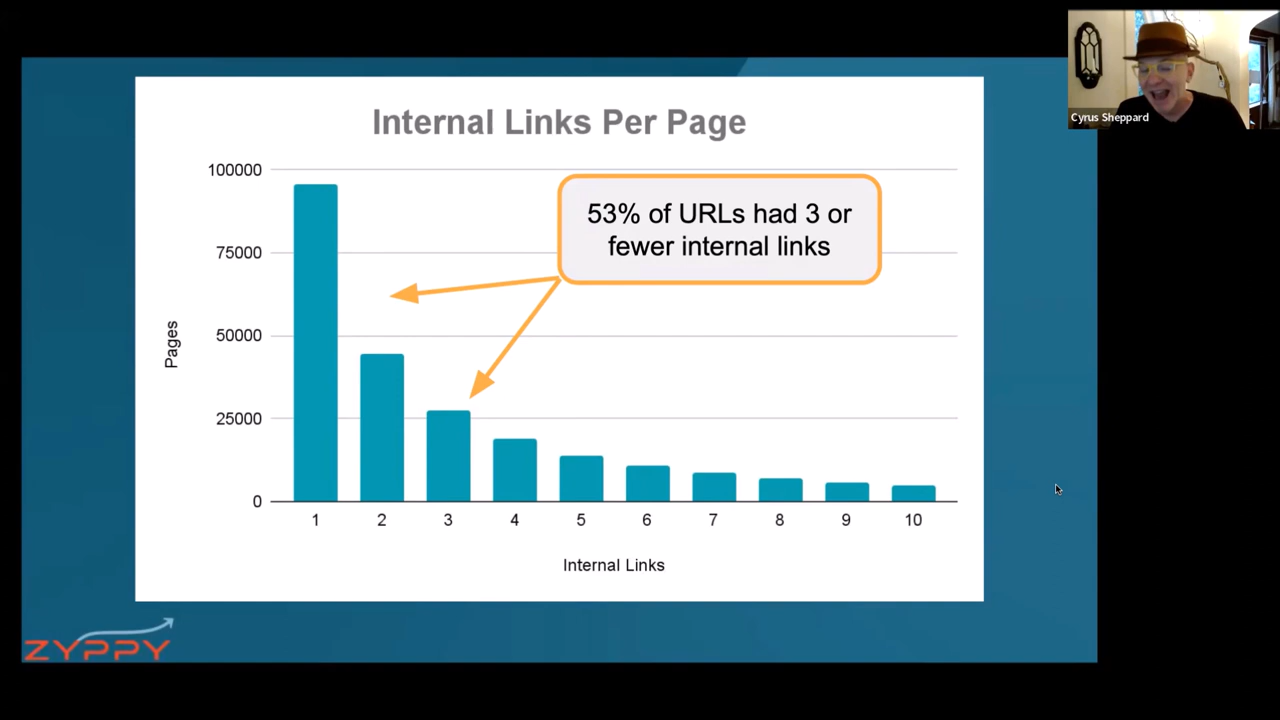 Cyrus Sheppard
Internal Links Per Page
53% of URLs had 3 or
fewer internal links
100000
75000
50000
25000
0
Pages
1 2 3 4 5 6 7 8 9 10
Internal Links
ZYPPY